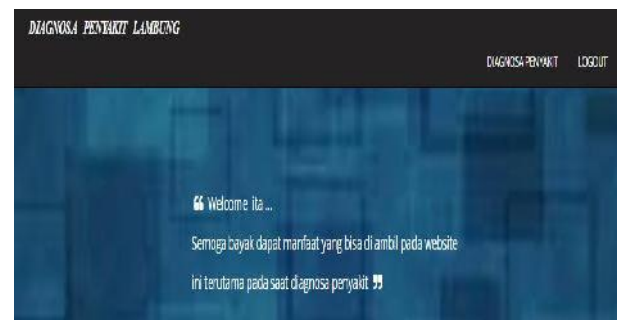 DIAGNOSA PENYAKIT LAMBUNG
DIAGNOSA PENYAKIT LOGOUT
❝ Welcome ita ...
Semoga bayak dapat manfaat yang bisa di ambil pada website
ini terutama pada saat diagnosa penyakit ❞